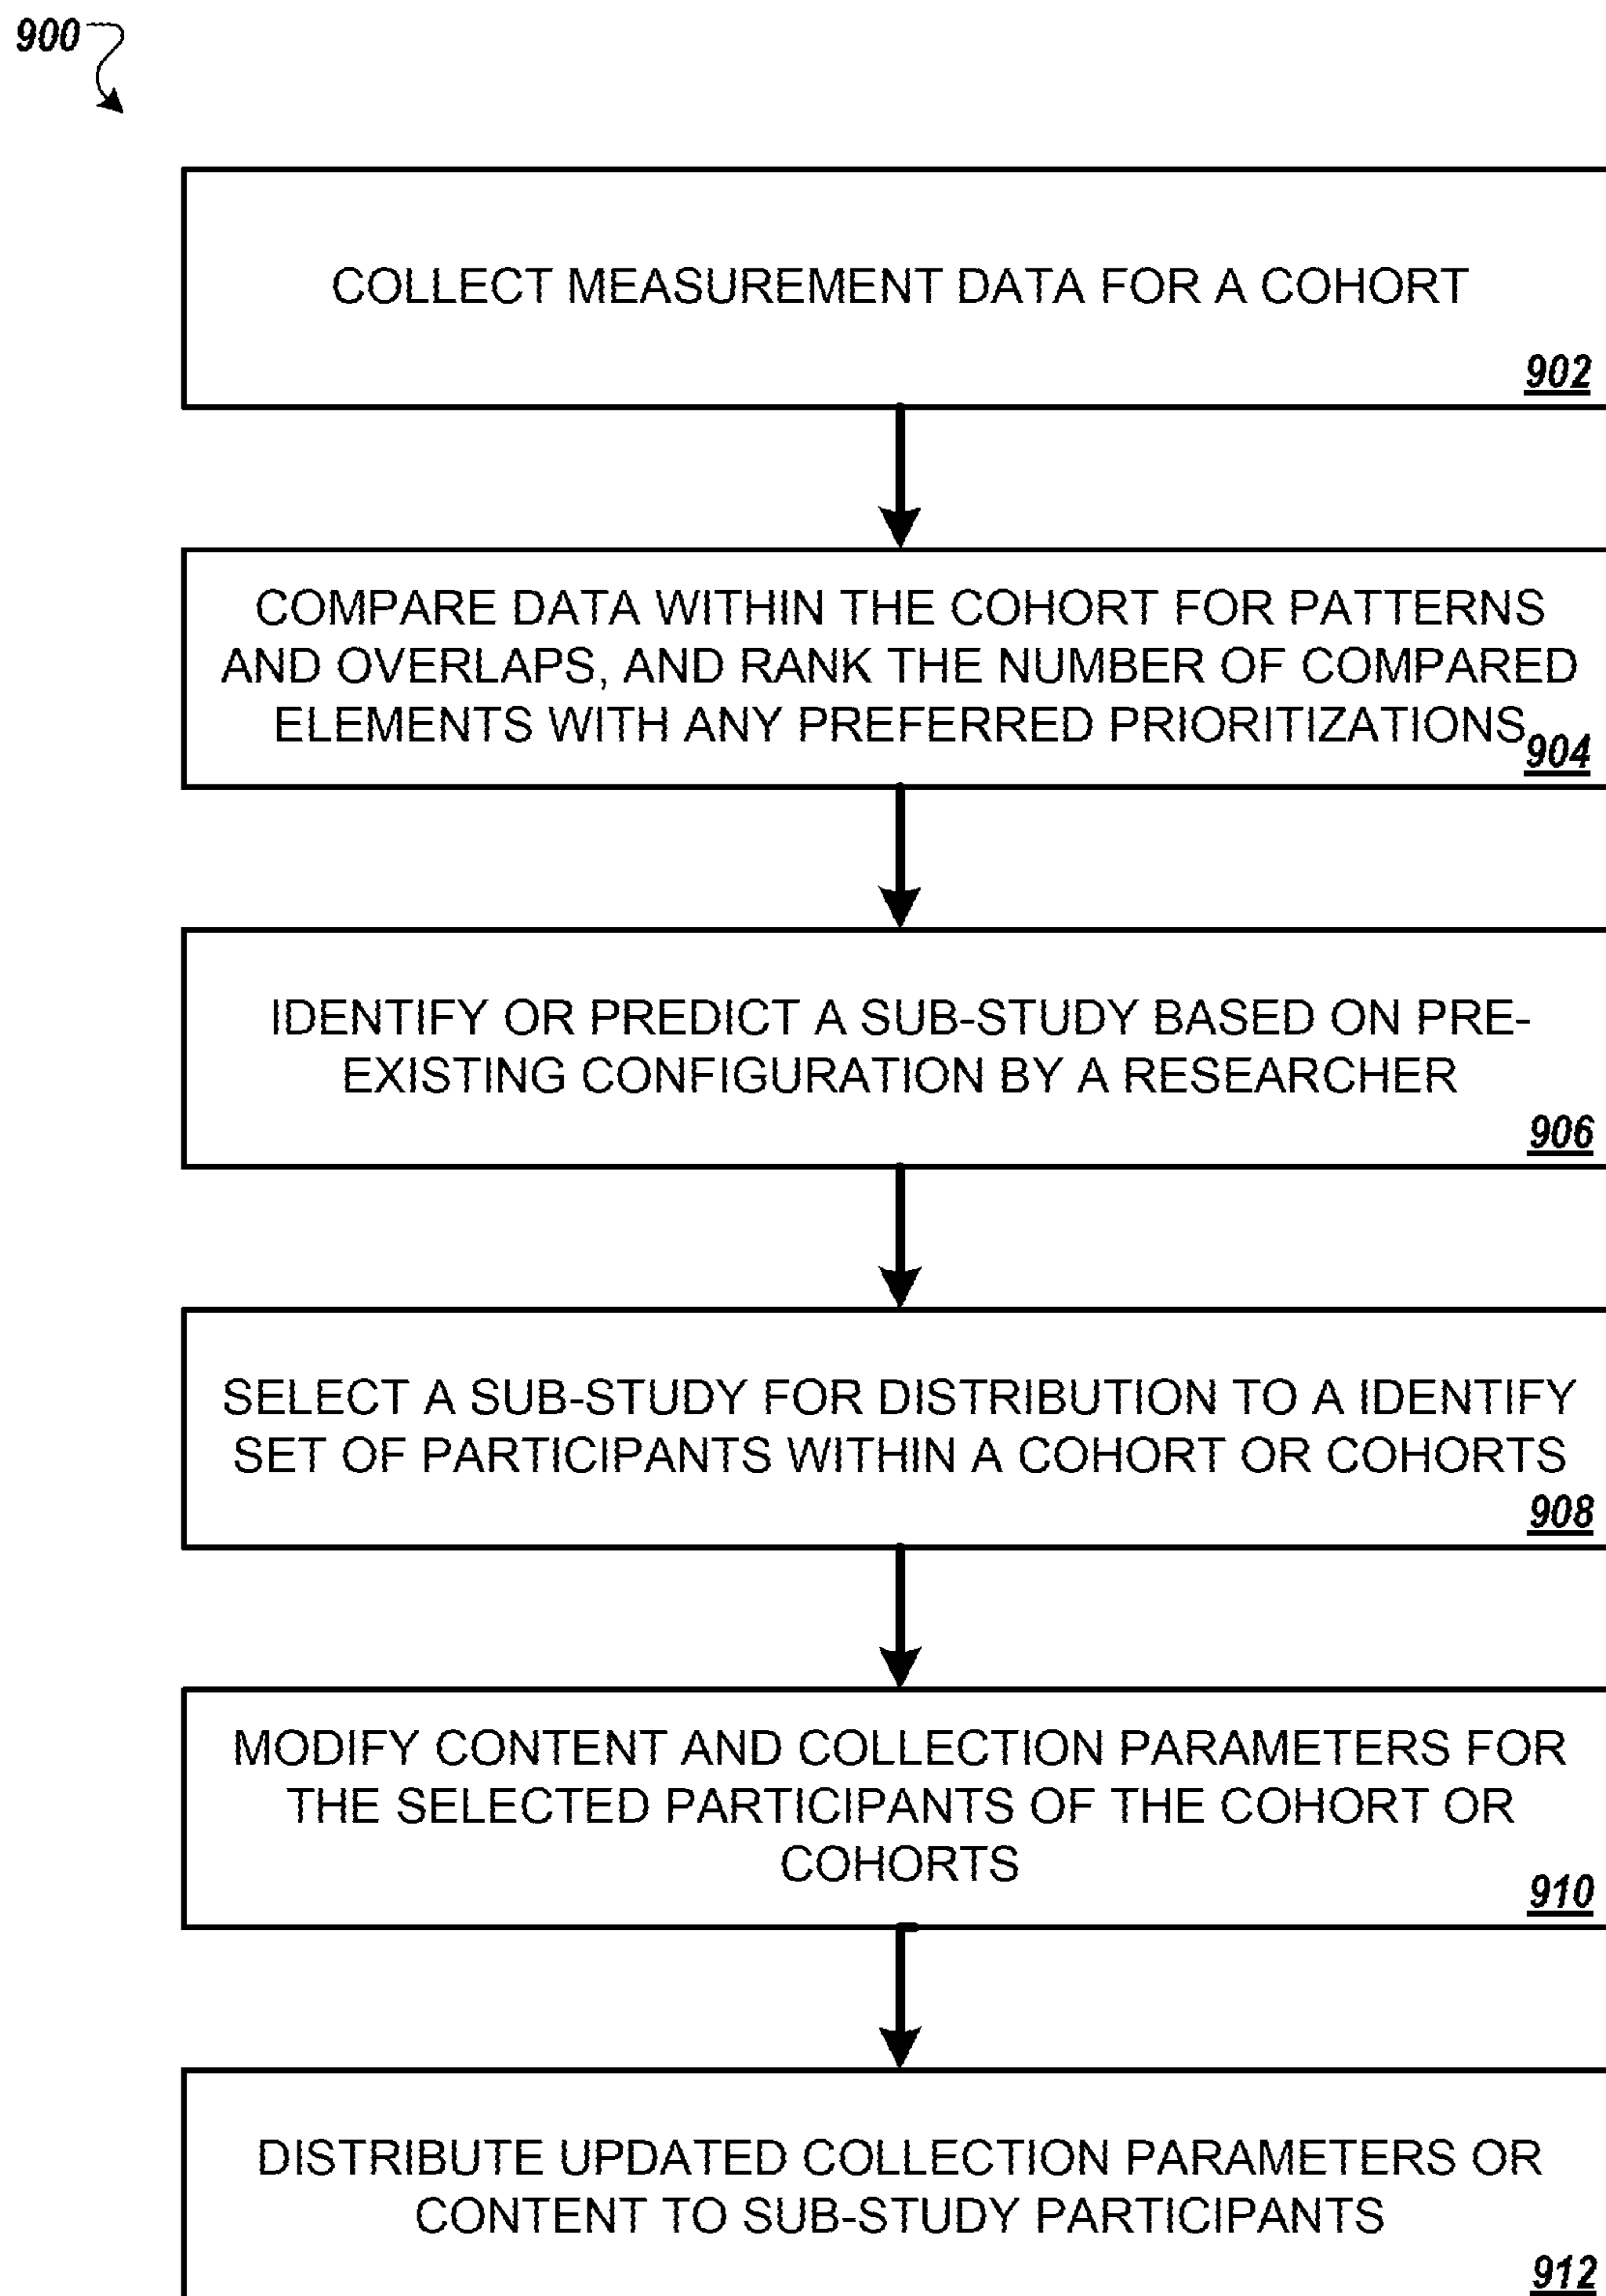 900
COLLECT MEASUREMENT DATA FOR A COHORT
902
COMPARE DATA WITHIN THE COHORT FOR PATTERNS
AND OVERLAPS, AND RANK THE NUMBER OF COMPARED
ELEMENTS WITH ANY PREFERRED PRIORITIZATIONS
904
IDENTIFY OR PREDICT A SUB-STUDY BASED ON PRE-
EXISTING CONFIGURATION BY A RESEARCHER
906
SELECT A SUB-STUDY FOR DISTRIBUTION TO A IDENTIFY
SET OF PARTICIPANTS WITHIN A COHORT OR COHORTS
908
MODIFY CONTENT AND COLLECTION PARAMETERS FOR
THE SELECTED PARTICIPANTS OF THE COHORT OR
COHORTS
910
DISTRIBUTE UPDATED COLLECTION PARAMETERS OR
CONTENT TO SUB-STUDY PARTICIPANTS
912